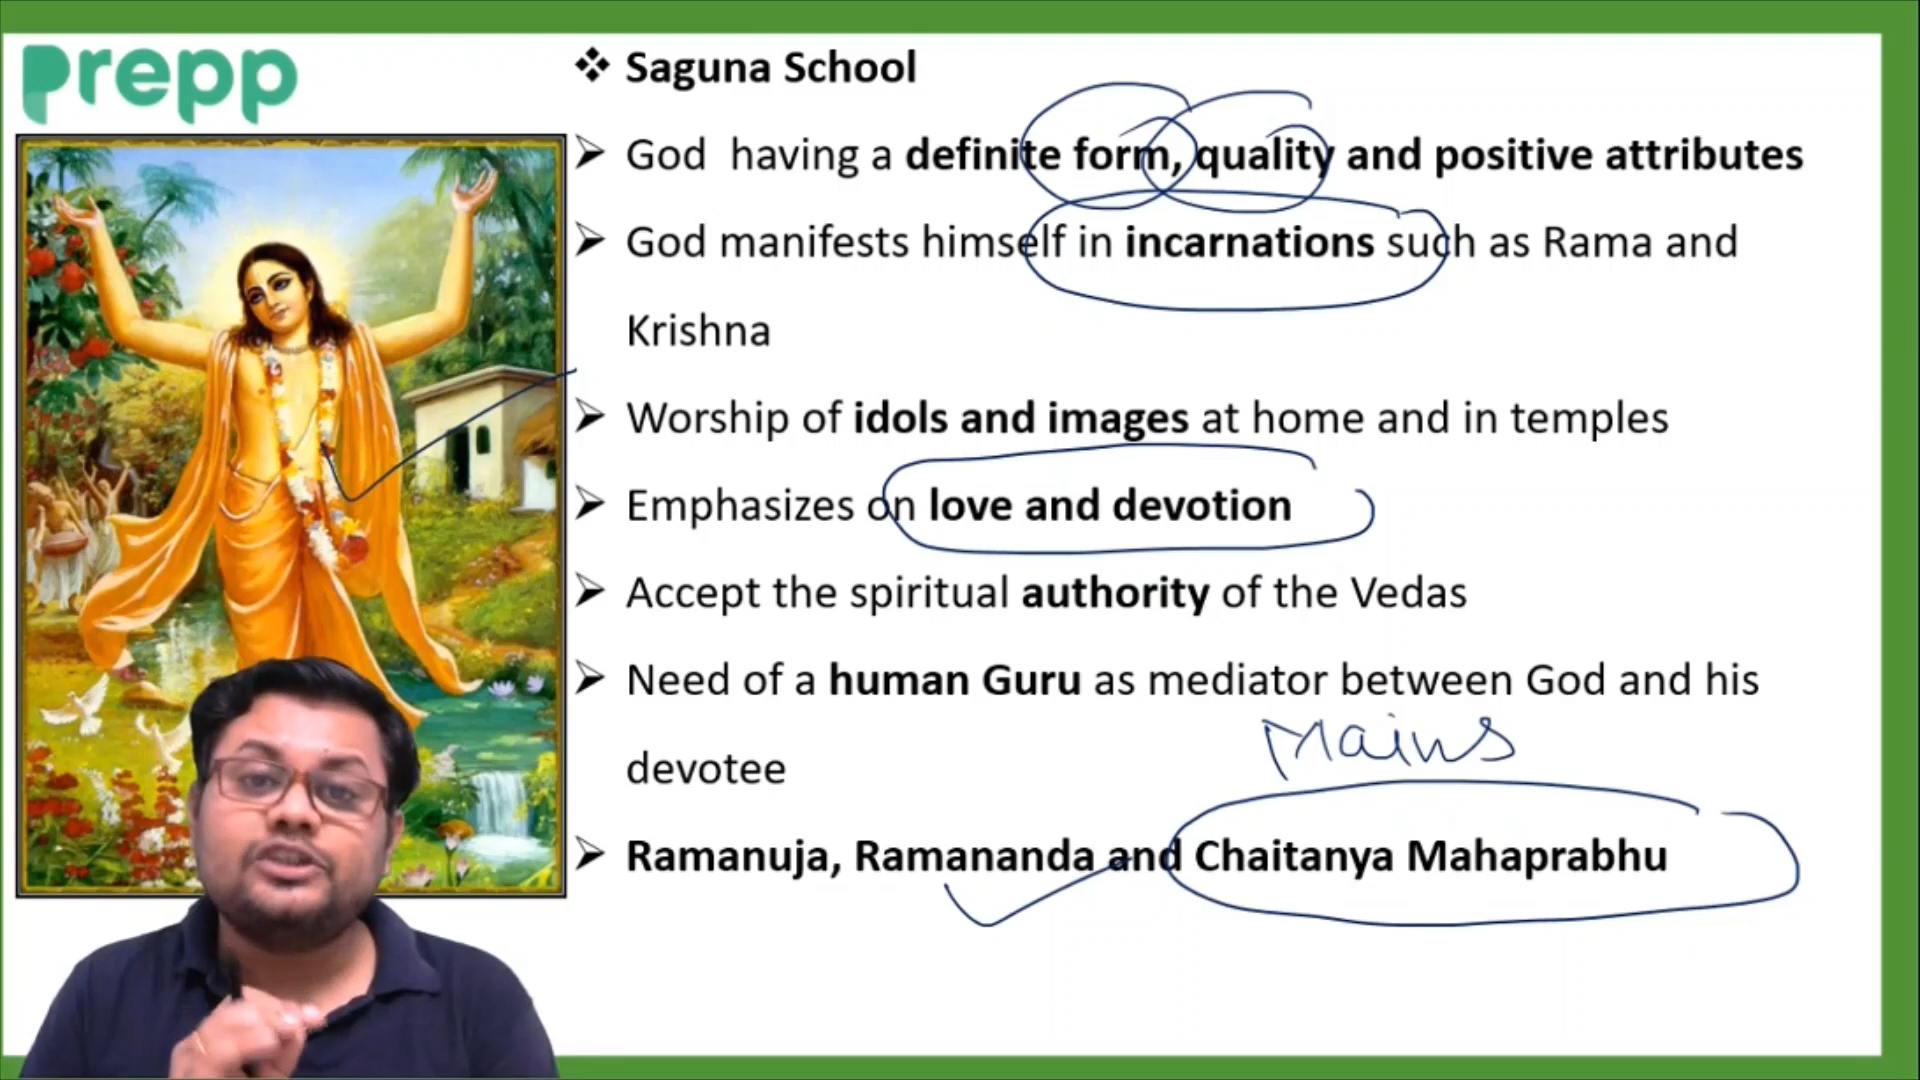 prepp
❖ Saguna School
➢ God having a definite form, quality and positive attributes
➢ God manifests himself in incarnations such as Rama and
Krishna
➢ Worship of idols and images at home and in temples
➢ Emphasizes on love and devotion
➢ Accept the spiritual authority of the Vedas
➢ Need of a human Guru as mediator between God and his
Mains
devotee
➢ Ramanuja, Ramananda and Chaitanya Mahaprabhu